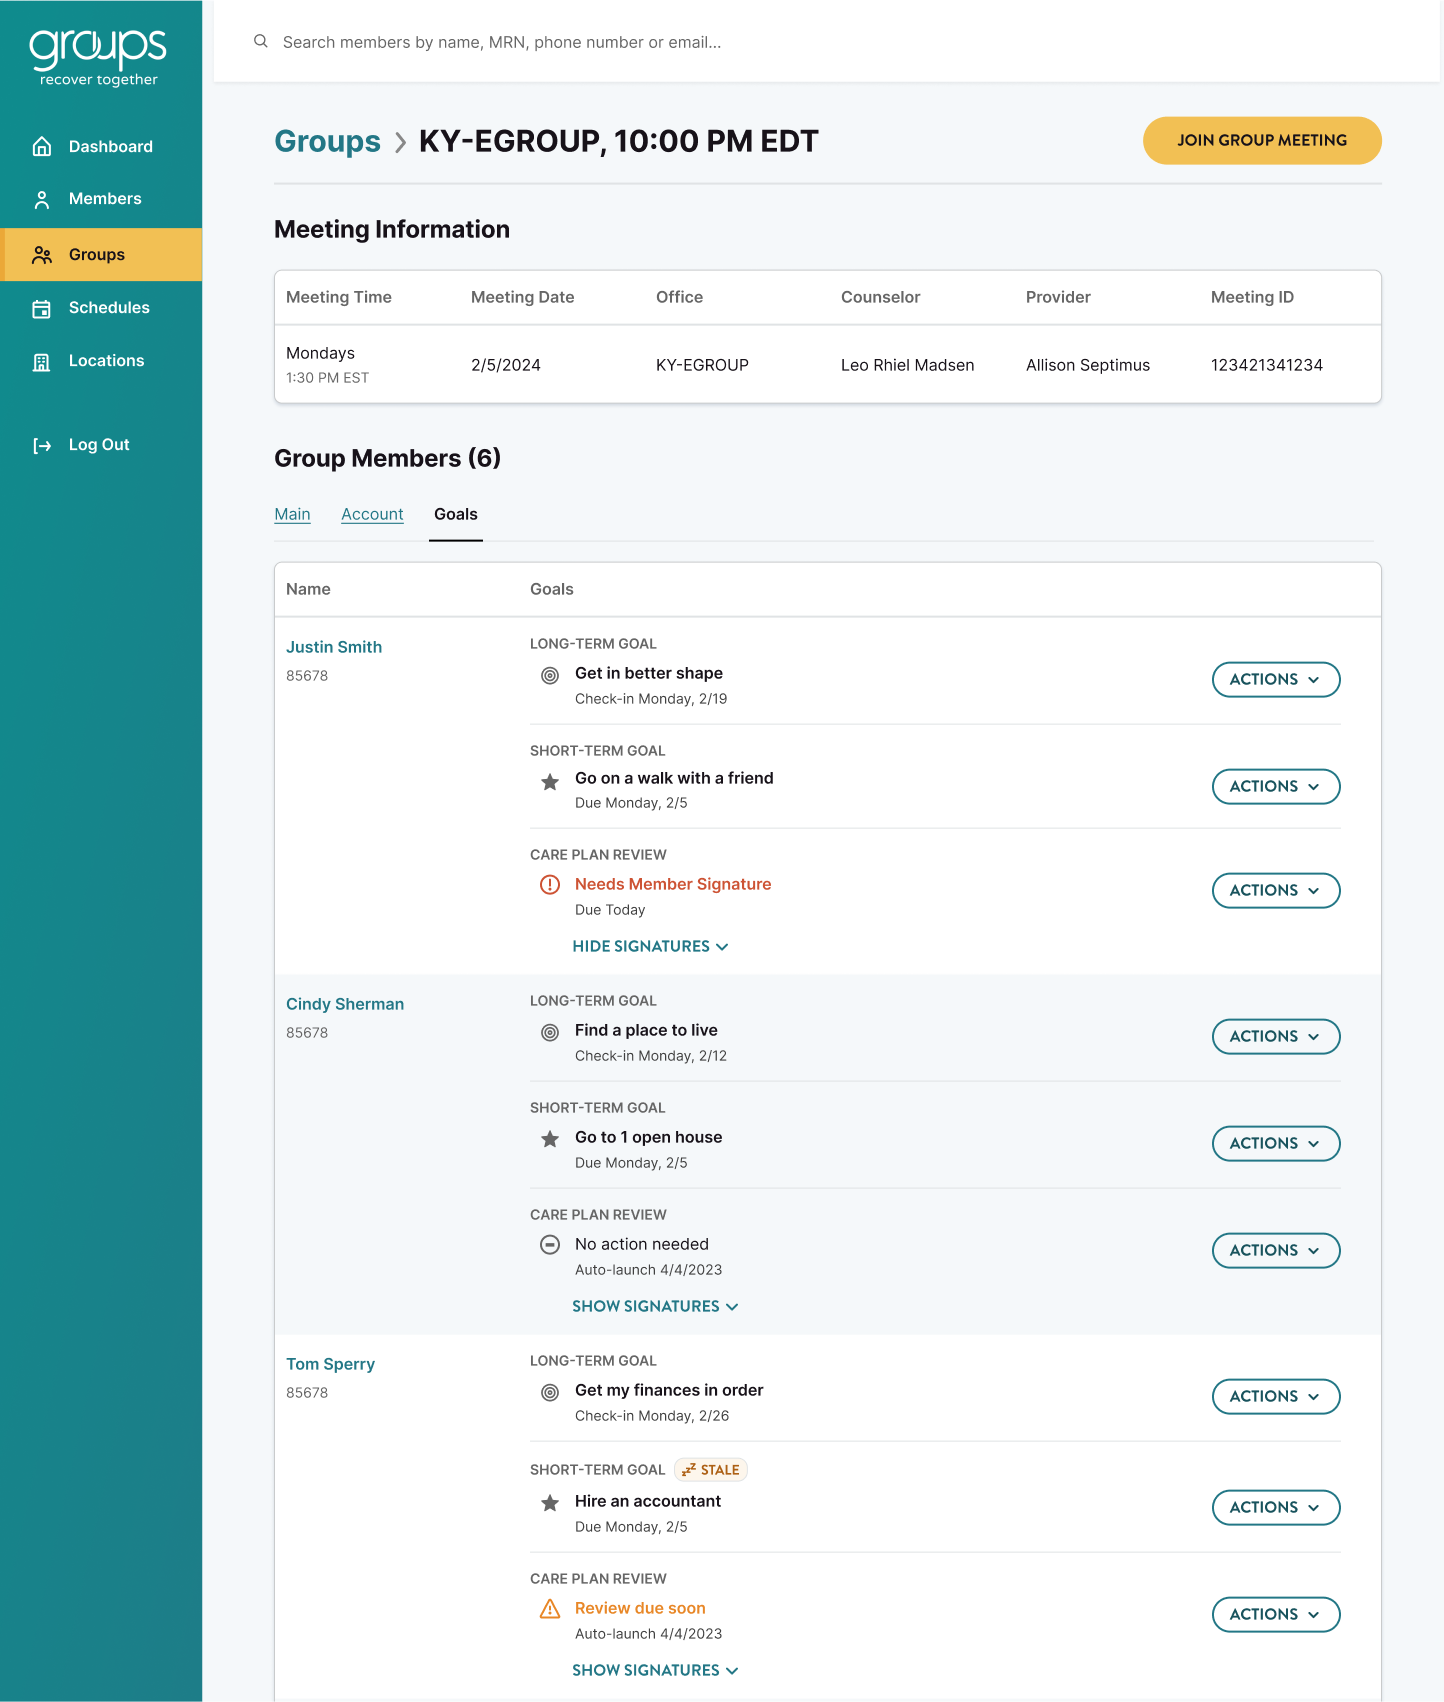 groups
recover together
Search members by name, MRN, phone number or email...
Dashboard
Members
Groups
Schedules
Locations
Log Out
Groups > KY-EGROUP, 10:00 PM EDT
JOIN GROUP MEETING
Meeting Information
Meeting Time Meeting Date Office Counselor Provider Meeting ID
Mondays
1:30 PM EST
2/5/2024 KY-EGROUP Leo Rhiel Madsen Allison Septimus 123421341234
Group Members (6)
Main Account Goals
Name Goals
Justin Smith
85678
LONG-TERM GOAL
Get in better shape
Check-in Monday, 2/19
ACTIONS
SHORT-TERM GOAL
Go on a walk with a friend
Due Monday, 2/5
ACTIONS
CARE PLAN REVIEW
Needs Member Signature
Due Today
ACTIONS
HIDE SIGNATURES
Cindy Sherman
85678
LONG-TERM GOAL
Find a place to live
Check-in Monday, 2/12
ACTIONS
SHORT-TERM GOAL
Go to 1 open house
Due Monday, 2/5
ACTIONS
CARE PLAN REVIEW
No action needed
Auto-launch 4/4/2023
ACTIONS
SHOW SIGNATURES
Tom Sperry
85678
LONG-TERM GOAL
Get my finances in order
Check-in Monday, 2/26
ACTIONS
SHORT-TERM GOAL STALE
Hire an accountant
Due Monday, 2/5
ACTIONS
CARE PLAN REVIEW
Review due soon
Auto-launch 4/4/2023
ACTIONS
SHOW SIGNATURES